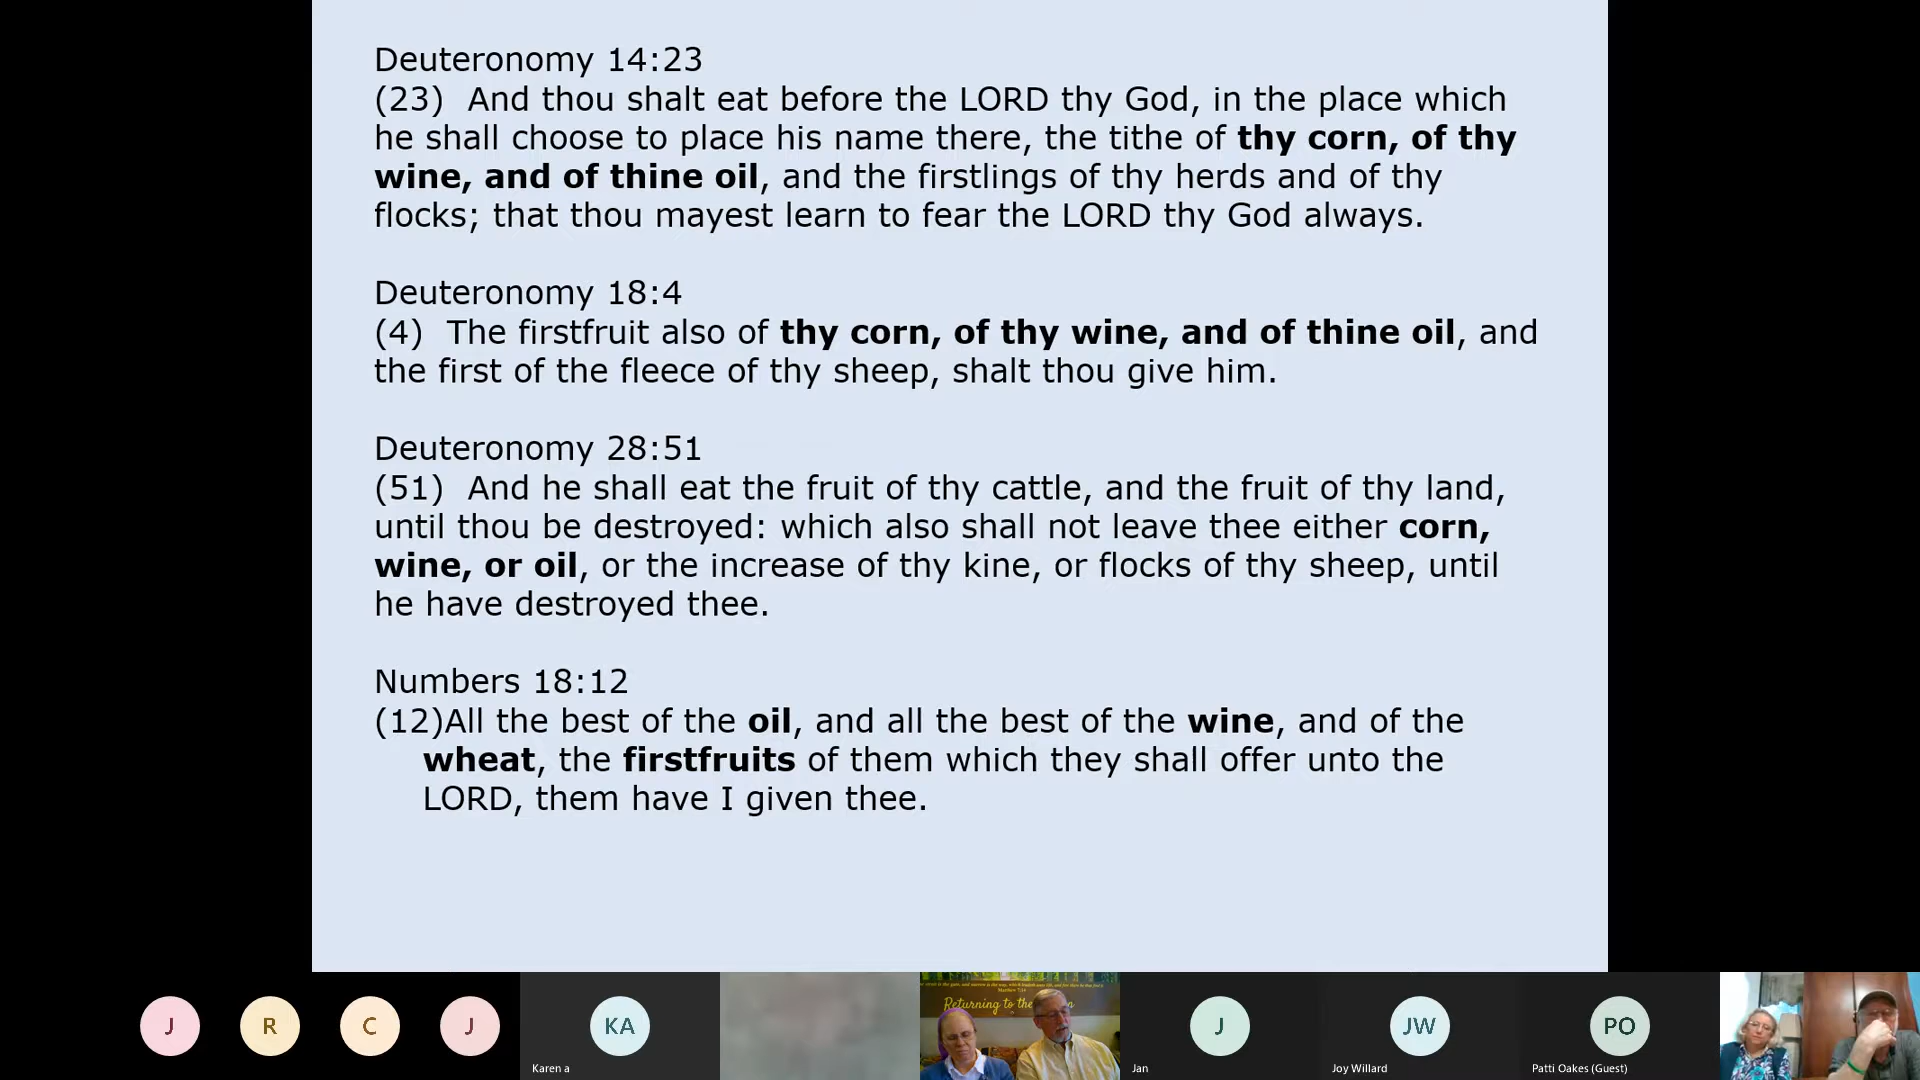 Deuteronomy 14:23
(23)  And thou shalt eat before the LORD thy God, in the place which
he shall choose to place his name there, the tithe of thy corn, of thy
wine, and of thine oil, and the firstlings of thy herds and of thy
flocks; that thou mayest learn to fear the LORD thy God always.
Deuteronomy 18:4
(4)  The firstfruit also of thy corn, of thy wine, and of thine oil, and
the first of the fleece of thy sheep, shalt thou give him.
Deuteronomy 28:51
(51)  And he shall eat the fruit of thy cattle, and the fruit of thy land,
until thou be destroyed: which also shall not leave thee either corn,
wine, or oil, or the increase of thy kine, or flocks of thy sheep, until
he have destroyed thee.
Numbers 18:12
(12)All the best of the oil, and all the best of the wine, and of the
wheat, the firstfruits of them which they shall offer unto the
LORD, them have I given thee.
Matthew 7:14
Returning to the
J
R
C
J
KA
J
JW
PO
Karen a
Jan
Joy Willard
Patti Oakes (Guest)